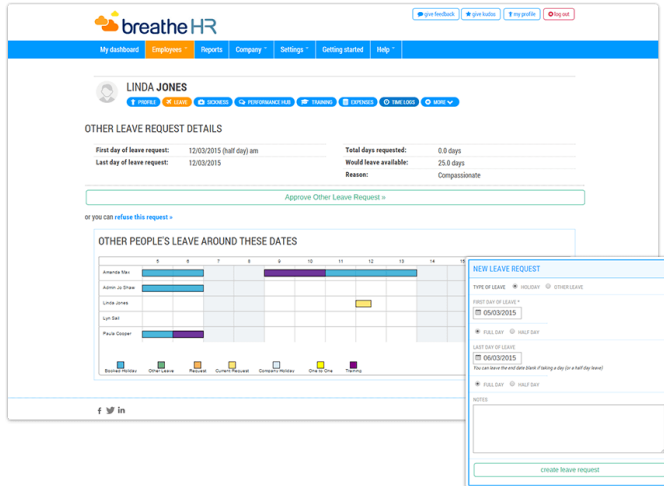 breathe HR
give feedback give kudos my profile log out
My dashboard Employees Reports Company Settings Getting started Help
LINDA JONES
PROFILE LEAVE SICKNESS PERFORMANCE HUB TRAINING EXPENSES TIME LOGS MORE
OTHER LEAVE REQUEST DETAILS
First day of leave request: 12/03/2015 (half day) am Total days requested: 0.0 days
Last day of leave request: 12/03/2015 Would leave available: 25.0 days
Reason: Compassionate
Approve Other Leave Request »
or you can refuse this request »
OTHER PEOPLE'S LEAVE AROUND THESE DATES
5 6 7 8 9 10 11 12 13 14 15
Amanda Max
Admin Jo Shaw
Linda Jones
Lyn Sell
Paula Cooper
Booked Holiday Other Leave Request Current Request Company Holiday One to One Training
NEW LEAVE REQUEST
TYPE OF LEAVE HOLIDAY OTHER LEAVE
FIRST DAY OF LEAVE *
05/03/2015
FULL DAY HALF DAY
LAST DAY OF LEAVE
06/03/2015
You can leave the end date blank if taking a day (or a half day leave)
FULL DAY HALF DAY
NOTES
create leave request